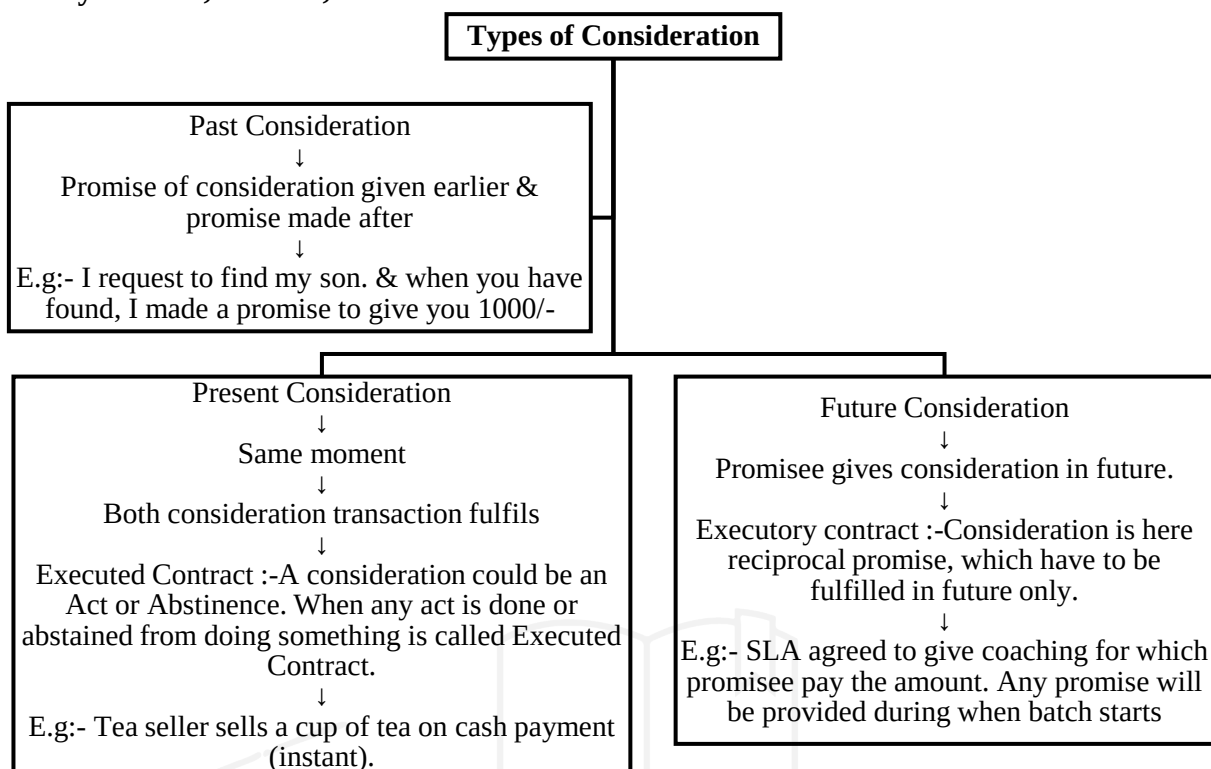 Types of Consideration
Past Consideration
↓
Promise of consideration given earlier &
promise made after
↓
E.g:- I request to find my son. & when you have
found, I made a promise to give you 1000/-
Present Consideration
↓
Same moment
↓
Both consideration transaction fulfils
↓
Executed Contract :-A consideration could be an
Act or Abstinence. When any act is done or
abstained from doing something is called Executed
Contract.
↓
E.g:- Tea seller sells a cup of tea on cash payment
(instant).
Future Consideration
↓
Promisee gives consideration in future.
↓
Executory contract :-Consideration is here
reciprocal promise, which have to be
fulfilled in future only.
↓
E.g:- SLA agreed to give coaching for which
promisee pay the amount. Any promise will
be provided during when batch starts